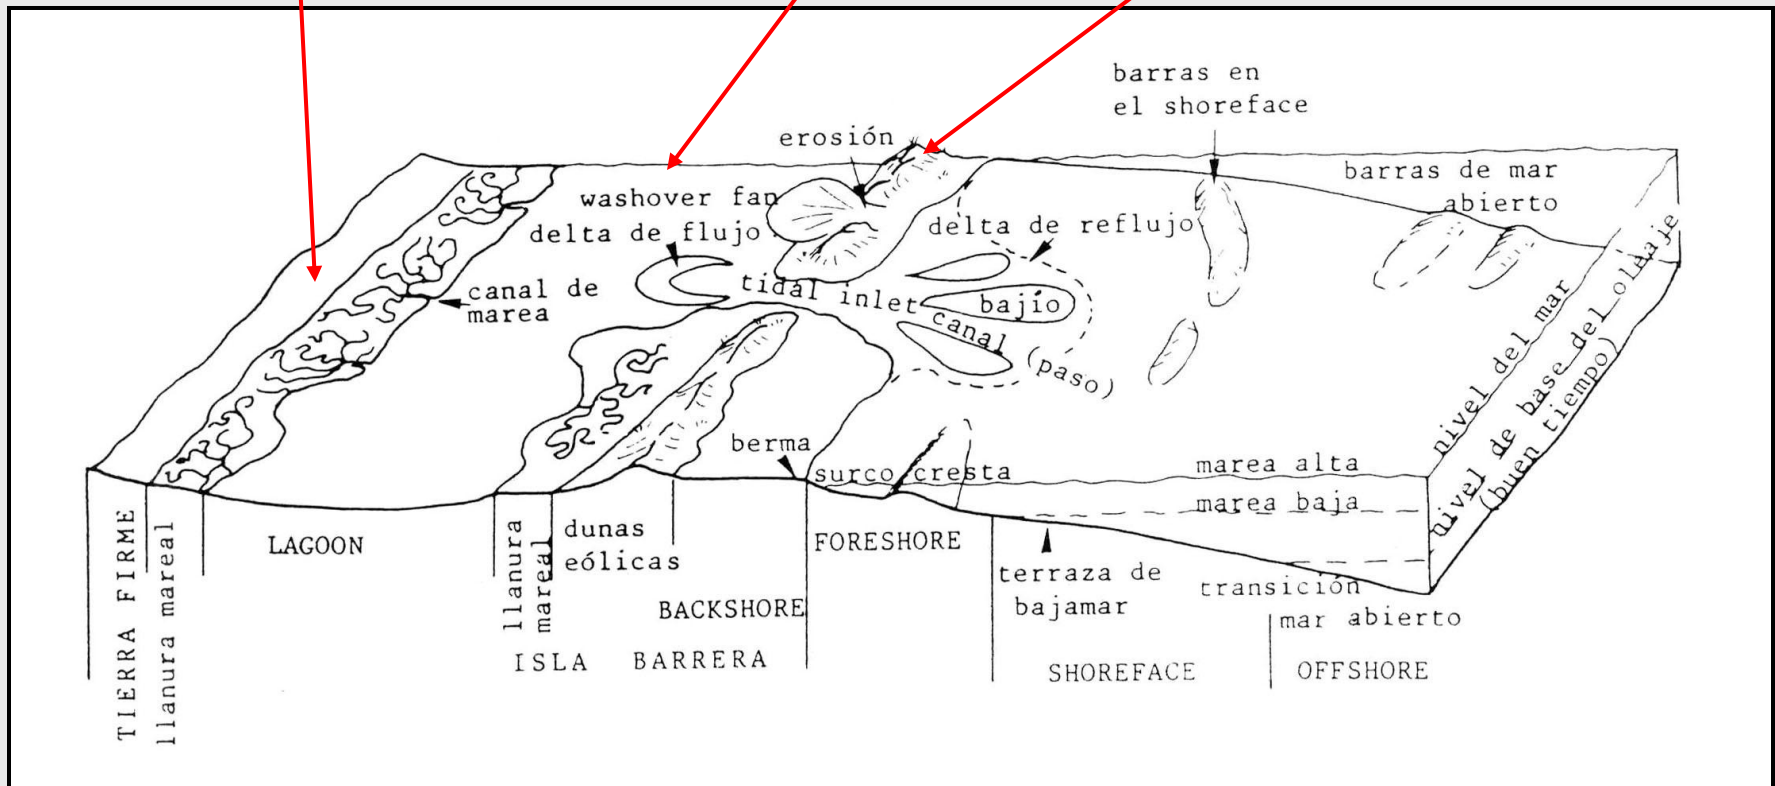 barras en
el shoreface
erosión
barras de mar
abierto
washover fan
delta de flujo
delta de reflujo
canal de
marea
tidal inlet
bajío
canal (paso)
nivel del mar
nivel de base del oleaje
(buen tiempo)
berma
surco cresta
marea alta
marea baja
TIERRA FIRME
llanura mareal
LAGOON
llanura
mareal
dunas
eólicas
BACKSHORE
ISLA BARRERA
FORESHORE
terraza de
bajamar
transición
mar abierto
SHOREFACE
OFFSHORE